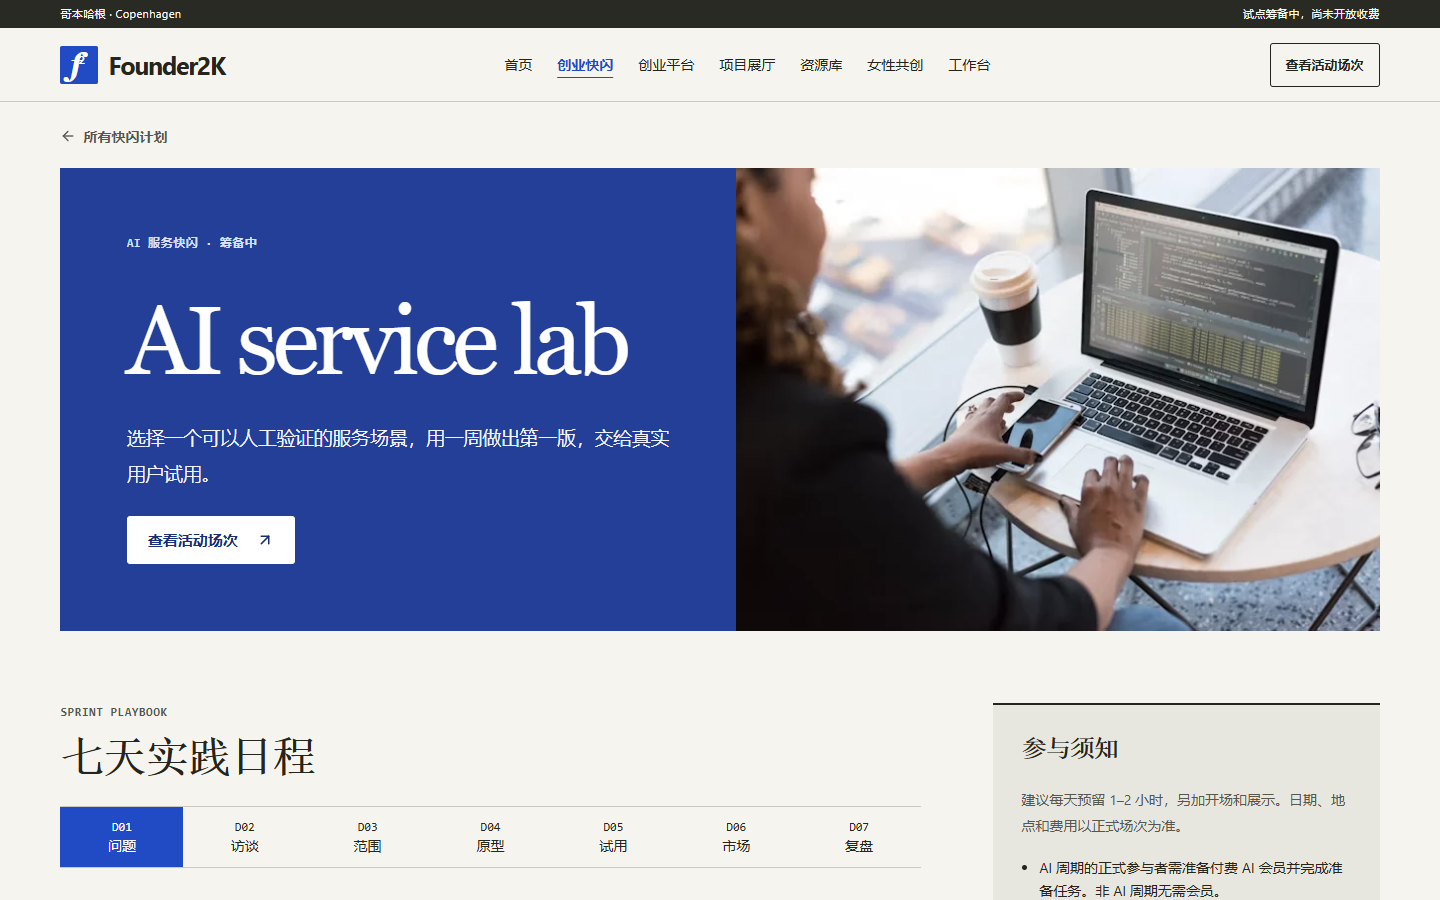 哥本哈根 · Copenhagen
试点筹备中，尚未开放收费
Founder2K
首页
创业快闪
创业平台
项目展厅
资源库
女性共创
工作台
查看活动场次
← 所有快闪计划
AI 服务快闪 · 筹备中
AI service lab
选择一个可以人工验证的服务场景，用一周做出第一版，交给真实
用户试用。
查看活动场次
SPRINT PLAYBOOK
七天实践日程
D01
问题
D02
访谈
D03
范围
D04
原型
D05
试用
D06
市场
D07
复盘
参与须知
建议每天预留 1–2 小时，另加开场和展示。日期、地
点和费用以正式场次为准。
• AI 周期的正式参与者需准备付费 AI 会员并完成准
备任务。非 AI 周期无需会员。